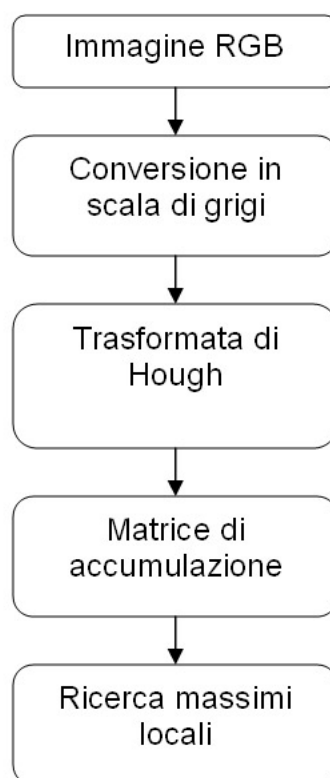 Immagine RGB
Conversione in
scala di grigi
Trasformata di
Hough
Matrice di
accumulazione
Ricerca massimi
locali